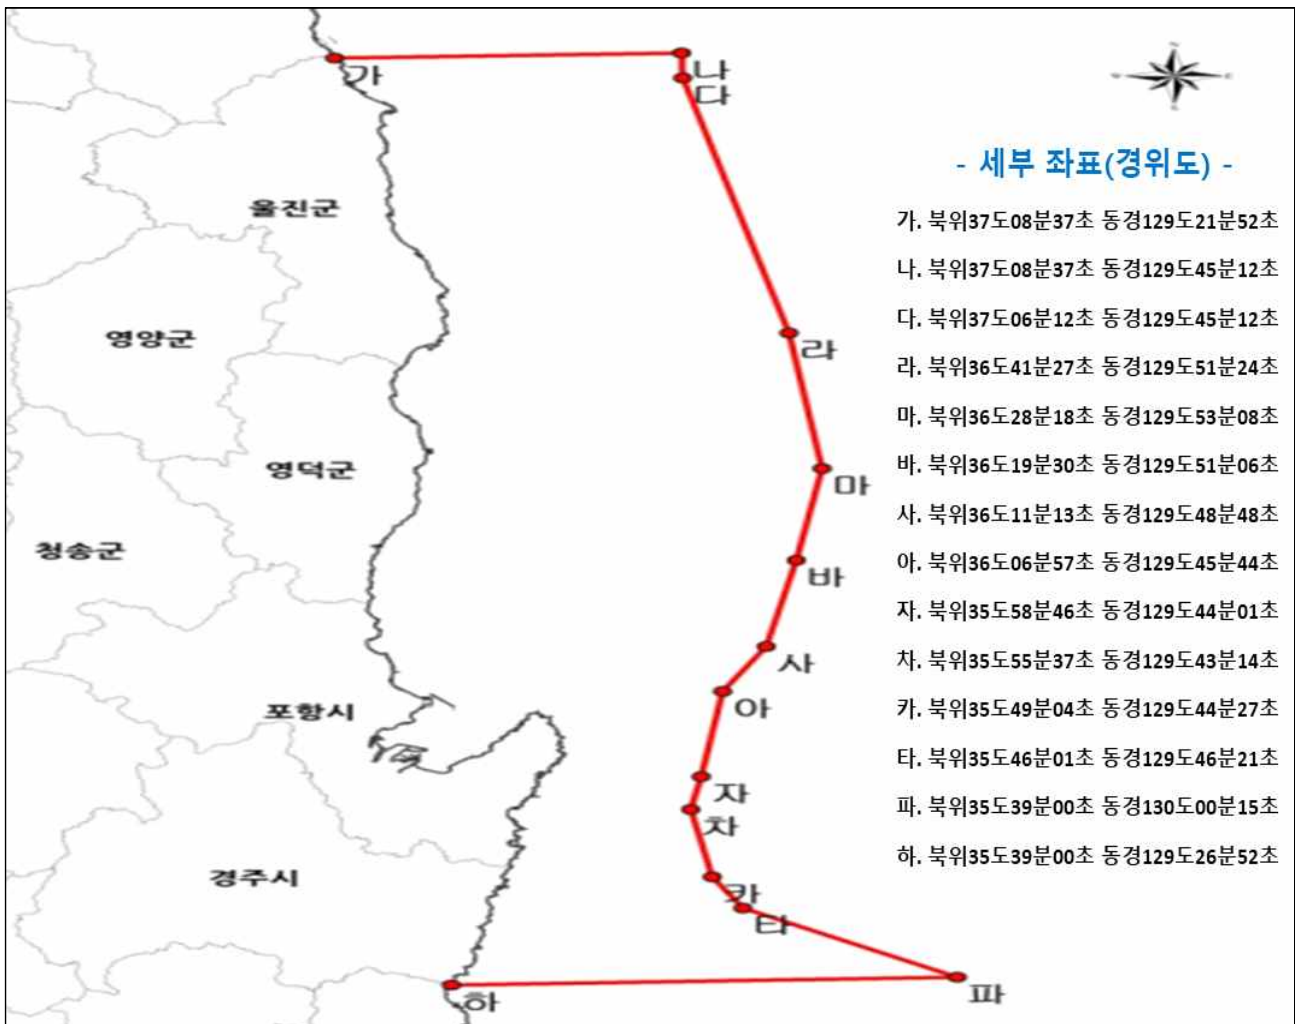 가
나
다
- 세부 좌표(경위도) -
울진군
가. 북위37도08분37초 동경129도21분52초
나. 북위37도08분37초 동경129도45분12초
다. 북위37도06분12초 동경129도45분12초
영양군
라
라. 북위36도41분27초 동경129도51분24초
마. 북위36도28분18초 동경129도53분08초
영덕군
마
바. 북위36도19분30초 동경129도51분06초
사. 북위36도11분13초 동경129도48분48초
청송군
바
아. 북위36도06분57초 동경129도45분44초
자. 북위35도58분46초 동경129도44분01초
사
차. 북위35도55분37초 동경129도43분14초
포항시
아
카. 북위35도49분04초 동경129도44분27초
타. 북위35도46분01초 동경129도46분21초
자
파. 북위35도39분00초 동경130도00분15초
차
하. 북위35도39분00초 동경129도26분52초
경주시
카
타
하
파